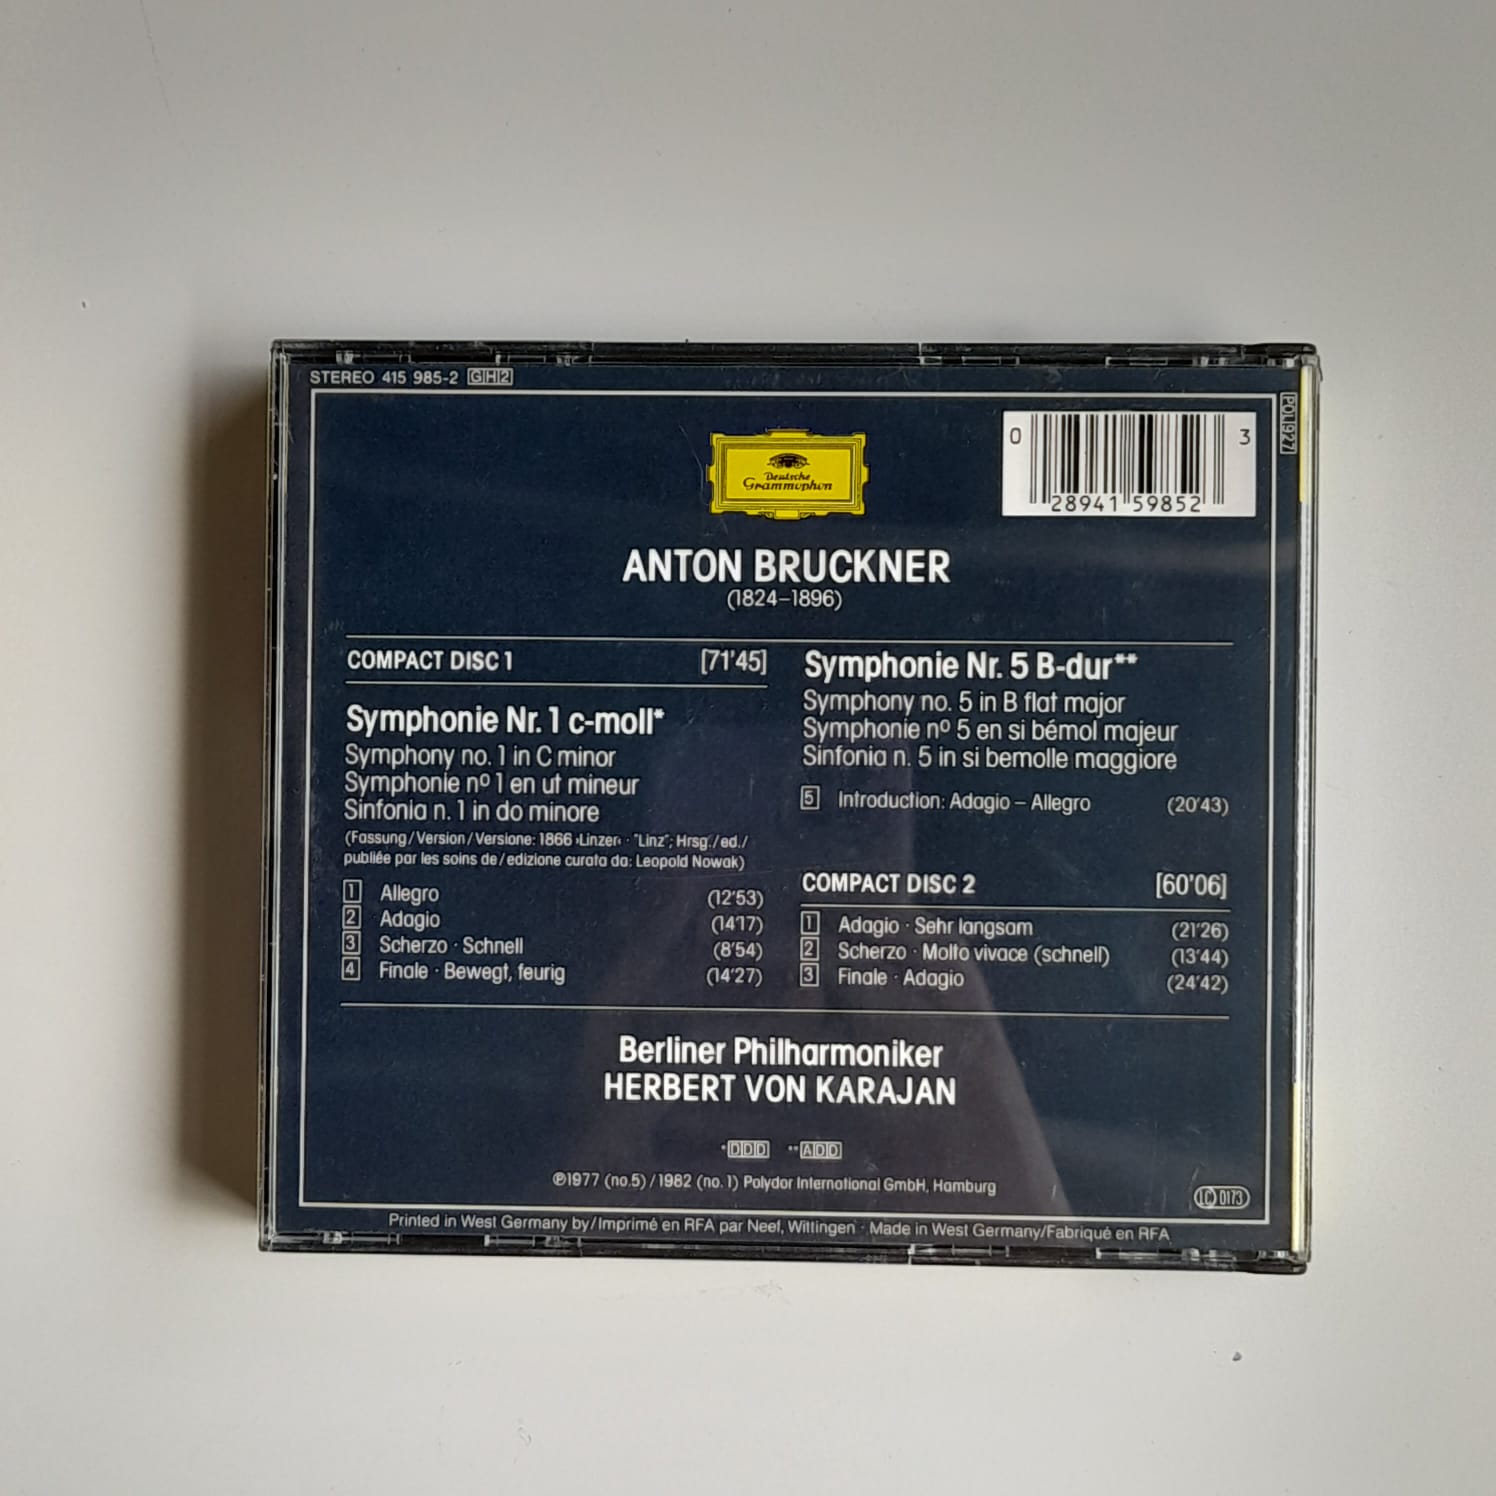 STEREO 415 985-2 GH2
POL 927
0 28941 59852 3
Deutsche
Grammophon
ANTON BRUCKNER
(1824–1896)
COMPACT DISC 1 [71'45]
Symphonie Nr. 1 c-moll*
Symphony no. 1 in C minor
Symphonie nº 1 en ut mineur
Sinfonia n. 1 in do minore
(Fassung/Version/Versione: 1866 ›Linzer‹ · "Linz"; Hrsg./ed./
publiée par les soins de/edizione curata da: Leopold Nowak)
1 Allegro (12'53)
2 Adagio (14'17)
3 Scherzo · Schnell (8'54)
4 Finale · Bewegt, feurig (14'27)
Symphonie Nr. 5 B-dur**
Symphony no. 5 in B flat major
Symphonie nº 5 en si bémol majeur
Sinfonia n. 5 in si bemolle maggiore
5 Introduction: Adagio – Allegro (20'43)
COMPACT DISC 2 [60'06]
1 Adagio · Sehr langsam (21'26)
2 Scherzo · Molto vivace (schnell) (13'44)
3 Finale · Adagio (24'42)
Berliner Philharmoniker
HERBERT VON KARAJAN
*DDD **ADD
℗1977 (no.5) / 1982 (no. 1) Polydor International GmbH, Hamburg
LC 0173
Printed in West Germany by/Imprimé en RFA par Neef, Wittingen · Made in West Germany/Fabriqué en RFA